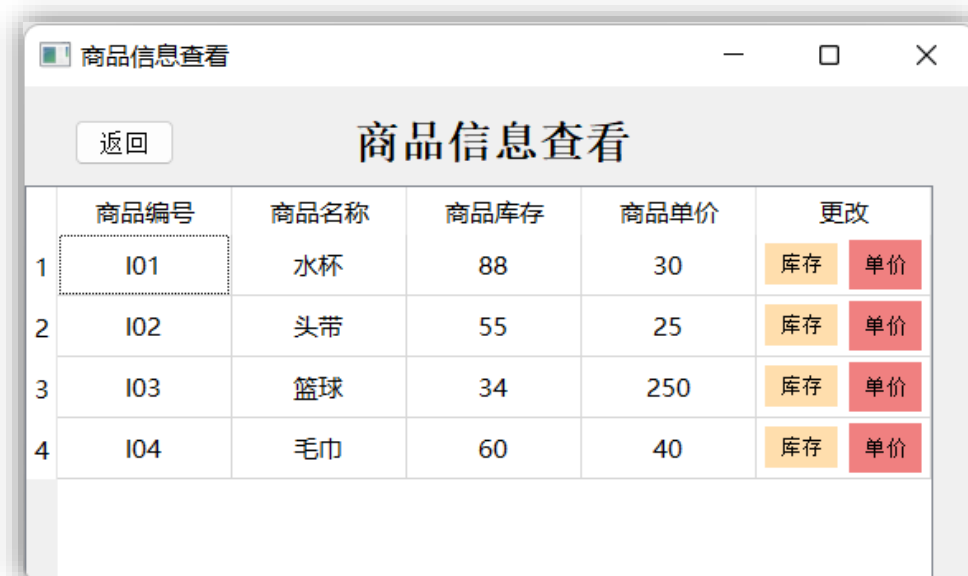 商品信息查看
返回 商品信息查看
商品编号 商品名称 商品库存 商品单价 更改
1 I01 水杯 88 30 库存 单价
2 I02 头带 55 25 库存 单价
3 I03 篮球 34 250 库存 单价
4 I04 毛巾 60 40 库存 单价